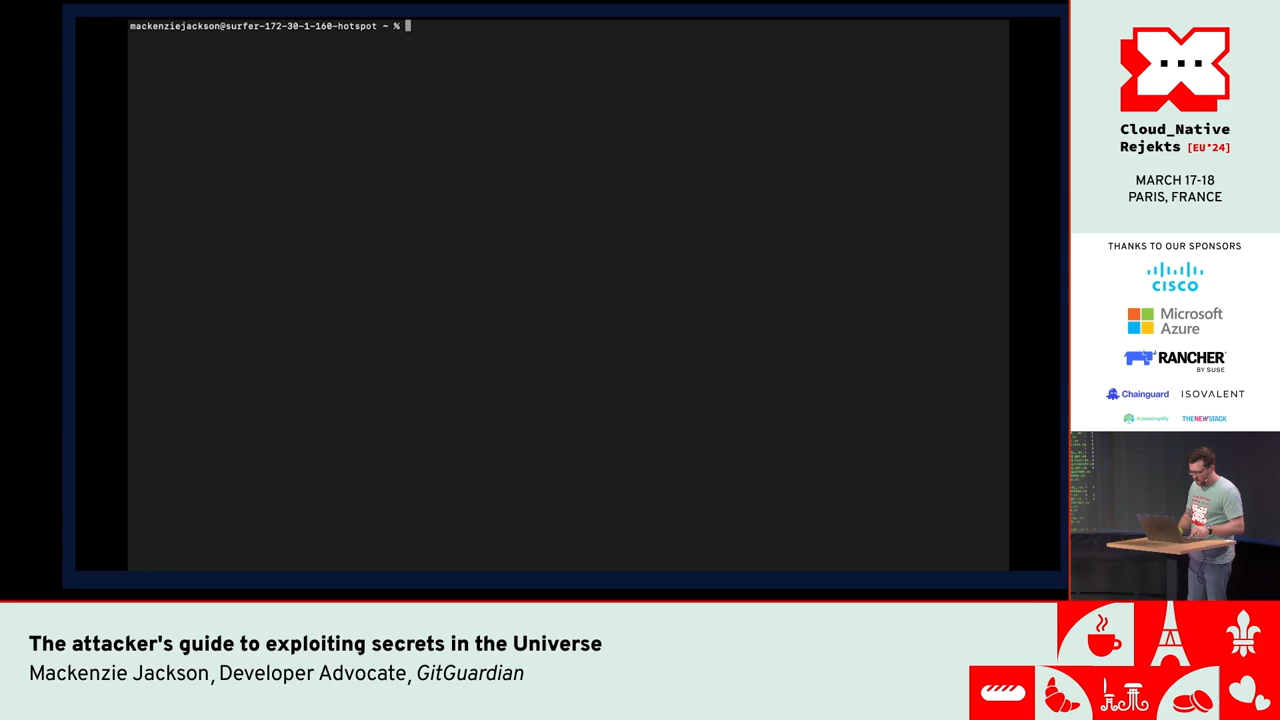 mackenziejackson@surfer-172-30-1-160-hotspot ~ %
Cloud_Native
Rejekts [EU'24]
MARCH 17-18
PARIS, FRANCE
THANKS TO OUR SPONSORS
CISCO
Microsoft
Azure
RANCHER
BY SUSE
Chainguard
ISOVALENT
THENEWSTACK
The attacker's guide to exploiting secrets in the Universe
Mackenzie Jackson, Developer Advocate, GitGuardian